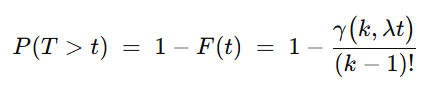 P(T > t) = 1 − F(t) = 1 − γ(k, λt) / (k − 1)!